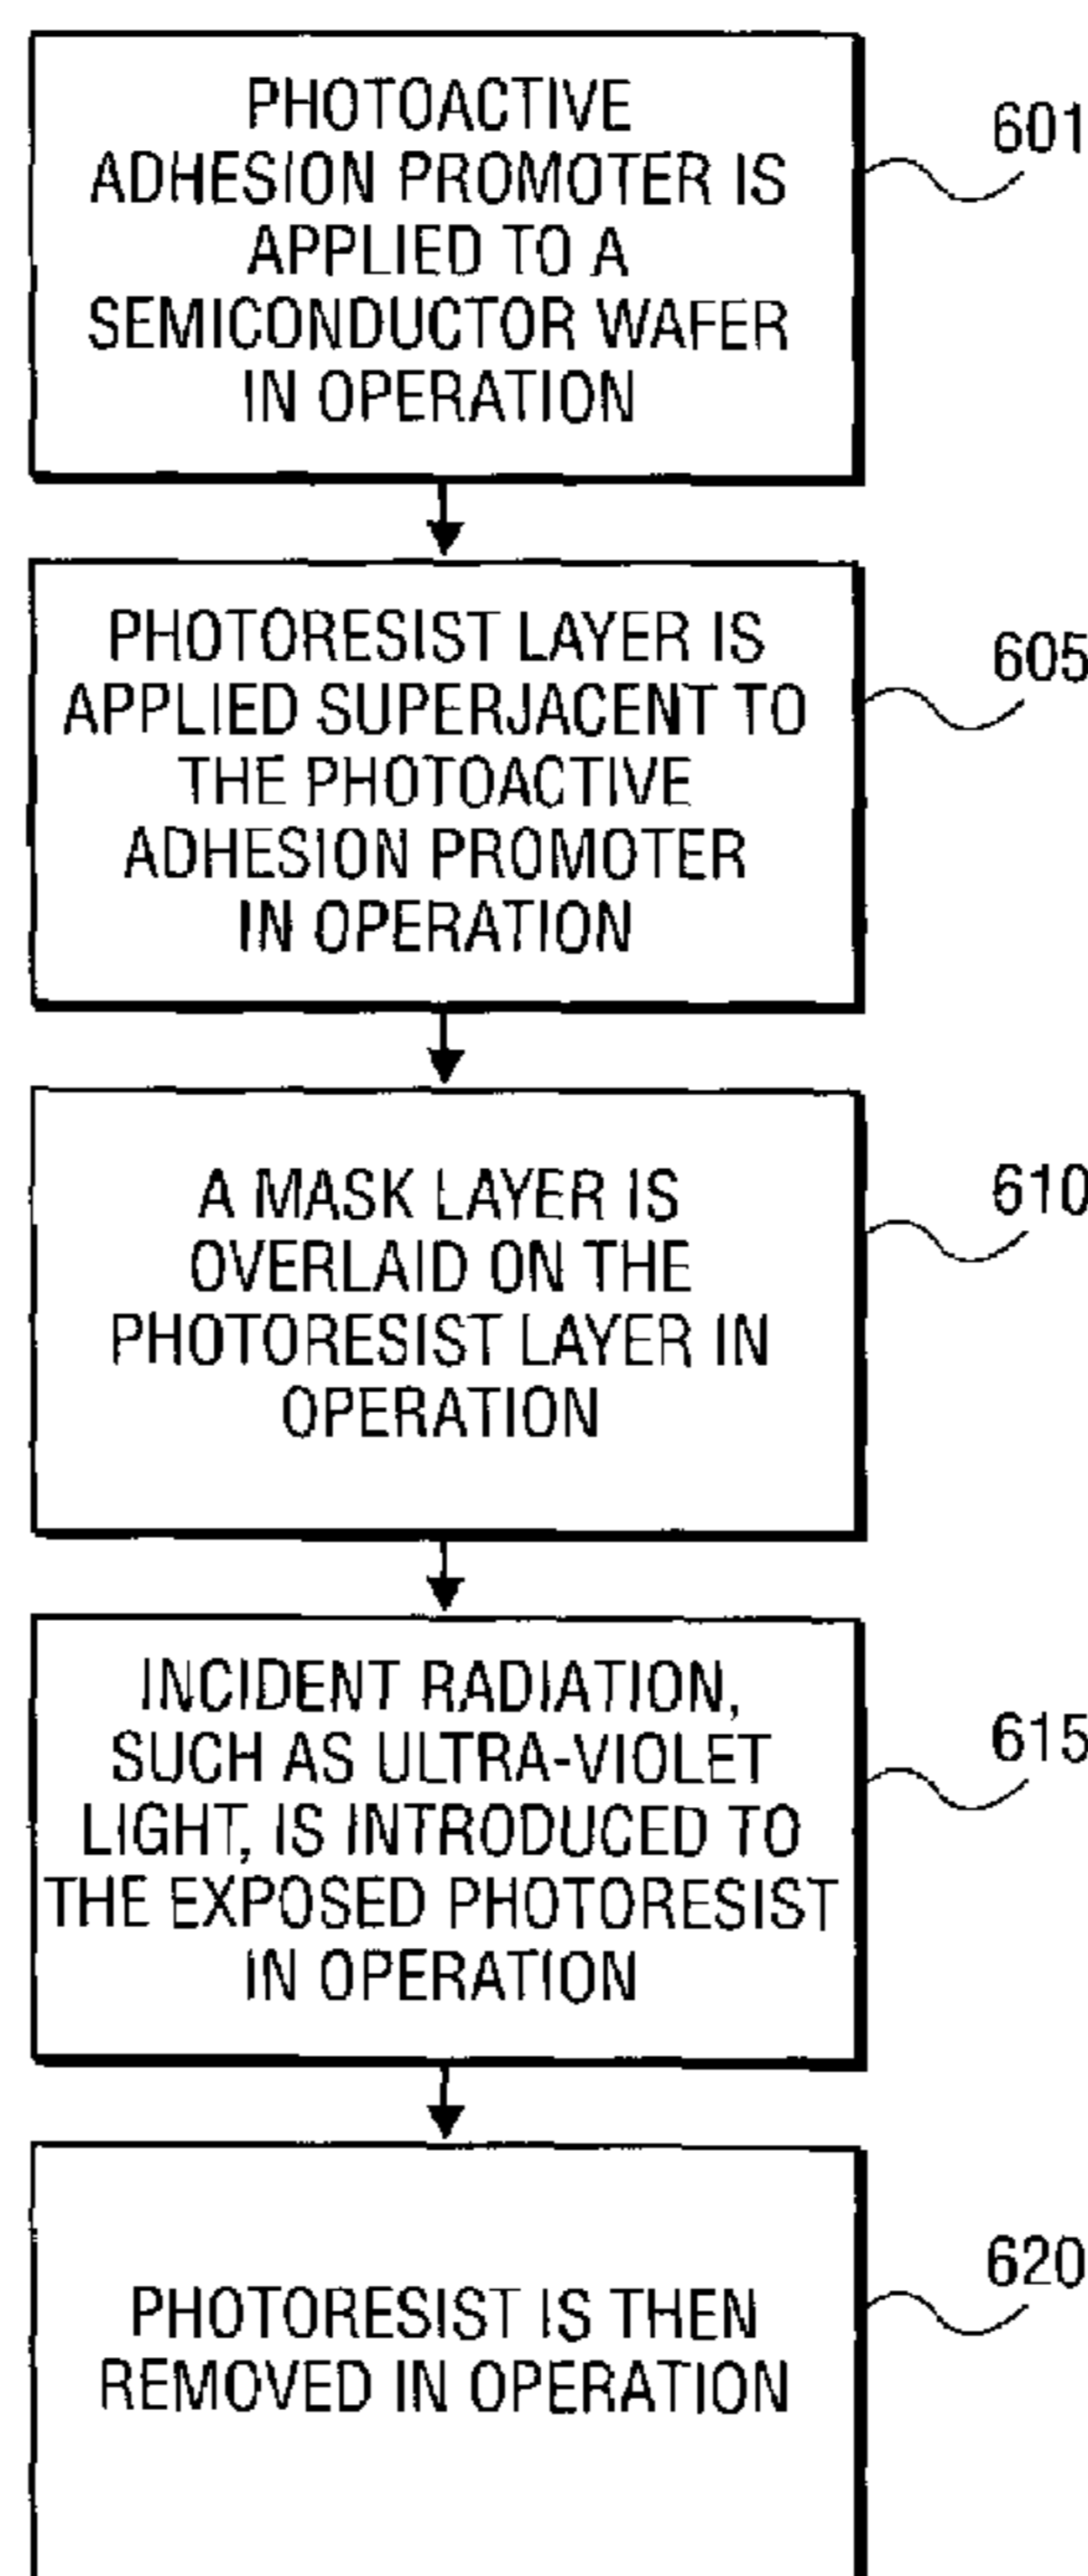 PHOTOACTIVE
ADHESION PROMOTER IS
APPLIED TO A
SEMICONDUCTOR WAFER
IN OPERATION
601
PHOTORESIST LAYER IS
APPLIED SUPERJACENT TO
THE PHOTOACTIVE
ADHESION PROMOTER
IN OPERATION
605
A MASK LAYER IS
OVERLAID ON THE
PHOTORESIST LAYER IN
OPERATION
610
INCIDENT RADIATION,
SUCH AS ULTRA-VIOLET
LIGHT, IS INTRODUCED TO
THE EXPOSED PHOTORESIST
IN OPERATION
615
PHOTORESIST IS THEN
REMOVED IN OPERATION
620